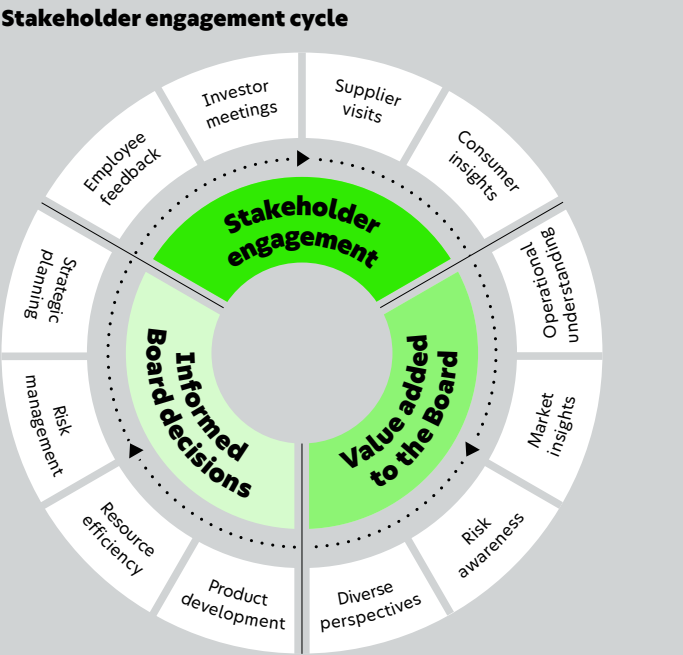 Stakeholder engagement cycle
Employee
feedback
Investor
meetings
Supplier
visits
Consumer
insights
Stakeholder
engagement
Operational
understanding
Market
insights
Risk
awareness
Diverse
perspectives
Value added
to the Board
Product
development
Resource
efficiency
Risk
management
Strategic
planning
Informed
Board decisions